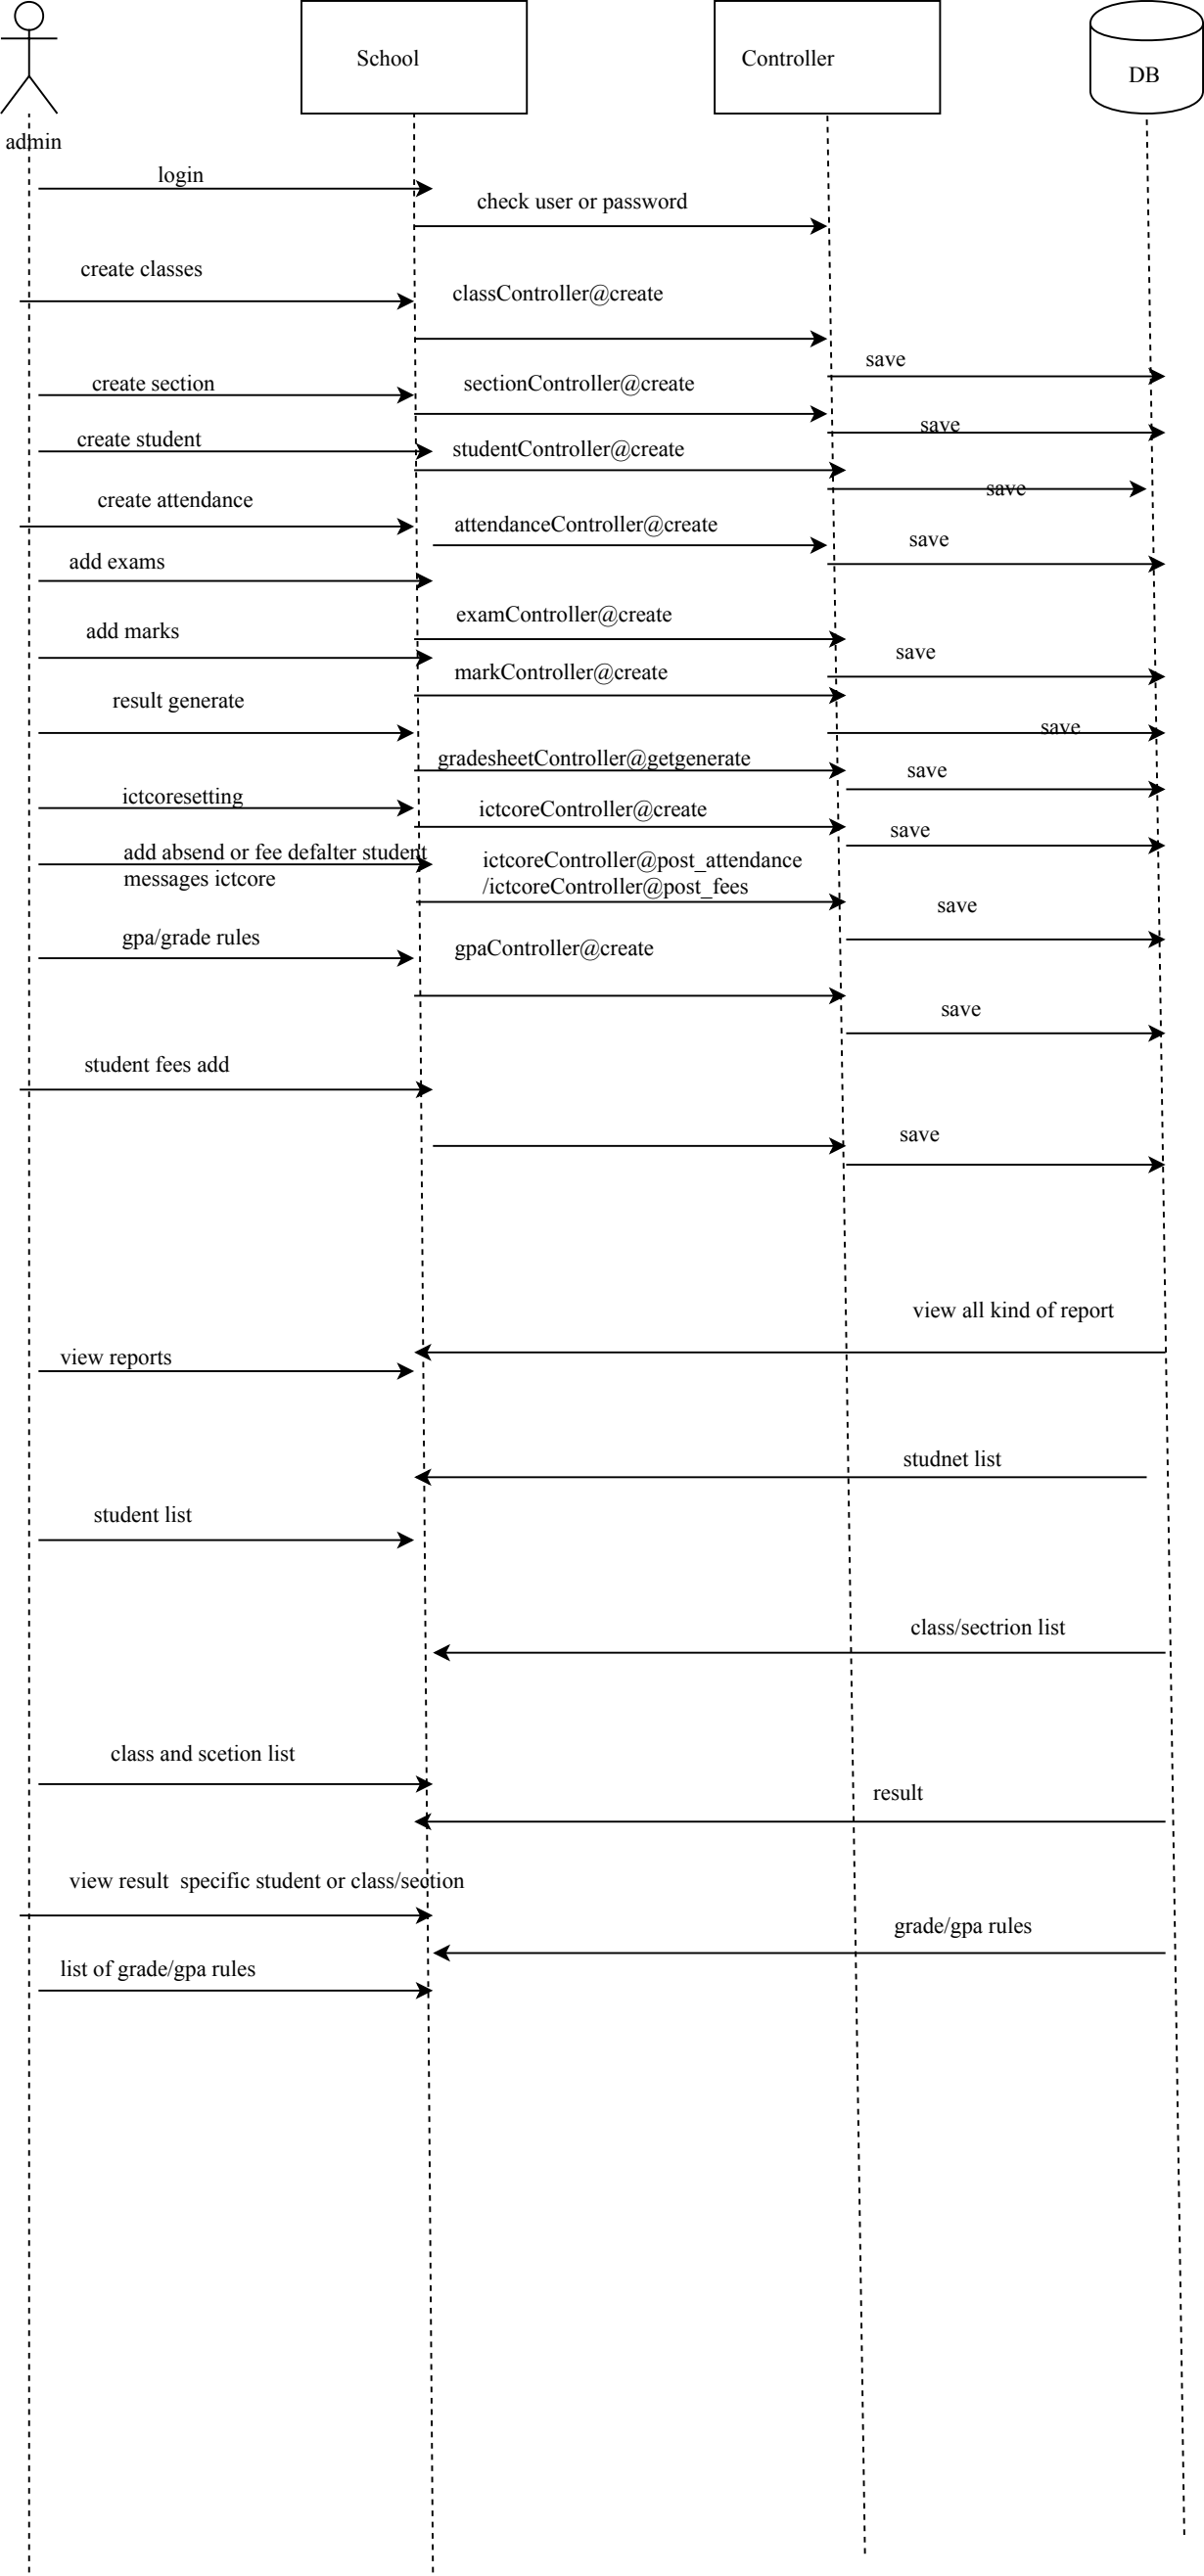 School
Controller
DB
admin
login
check user or password
create classes
classController@create
save
create section
sectionController@create
save
create student
studentController@create
save
create attendance
attendanceController@create
save
add exams
examController@create
add marks
save
markController@create
result generate
save
gradesheetController@getgenerate
save
ictcoresetting
ictcoreController@create
save
add absend or fee defalter student
messages ictcore
ictcoreController@post_attendance
/ictcoreController@post_fees
save
gpa/grade rules
gpaController@create
save
student fees add
save
view all kind of report
view reports
studnet list
student list
class/sectrion list
class and scetion list
result
view result  specific student or class/section
grade/gpa rules
list of grade/gpa rules